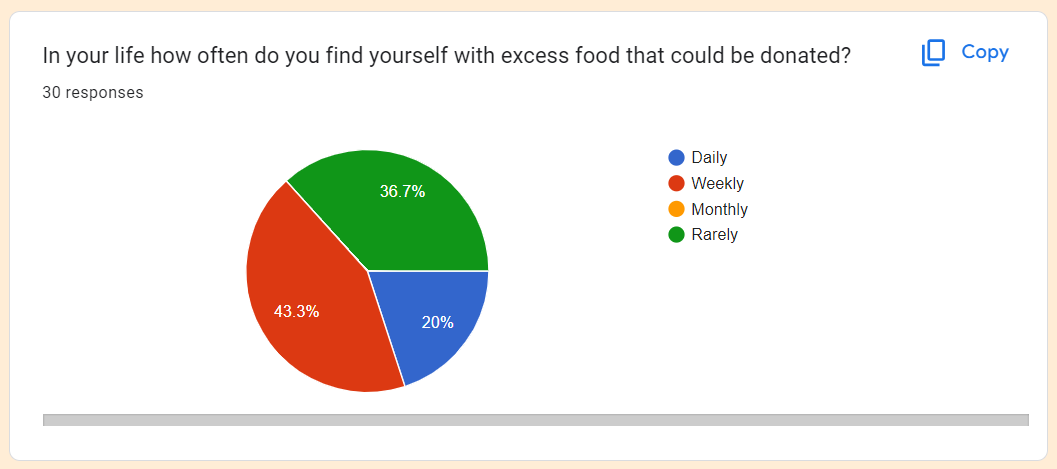 In your life how often do you find yourself with excess food that could be donated?
Copy
30 responses
36.7%
43.3%
20%
Daily
Weekly
Monthly
Rarely